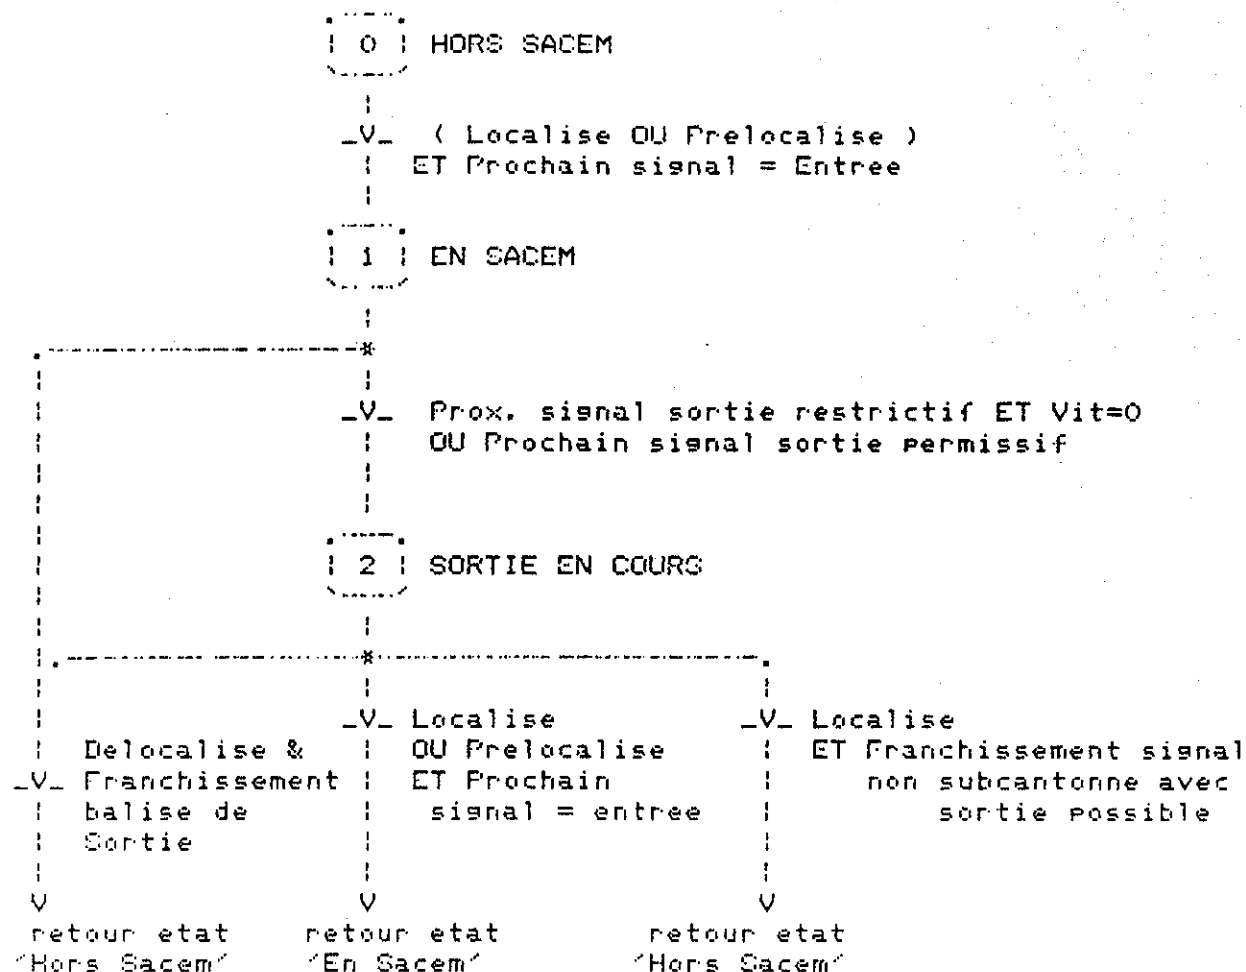 0 HORS SACEM
( Localise OU Prelocalise )
ET Prochain signal = Entree
1 EN SACEM
Prox. signal sortie restrictif ET Vit=0
OU Prochain signal sortie permissif
2 SORTIE EN COURS
Delocalise &
Franchissement
balise de
Sortie
Localise
OU Prelocalise
ET Prochain
signal = entree
Localise
ET Franchissement signal
non subcantonne avec
sortie possible
retour etat
'Hors Sacem'
retour etat
'En Sacem'
retour etat
'Hors Sacem'